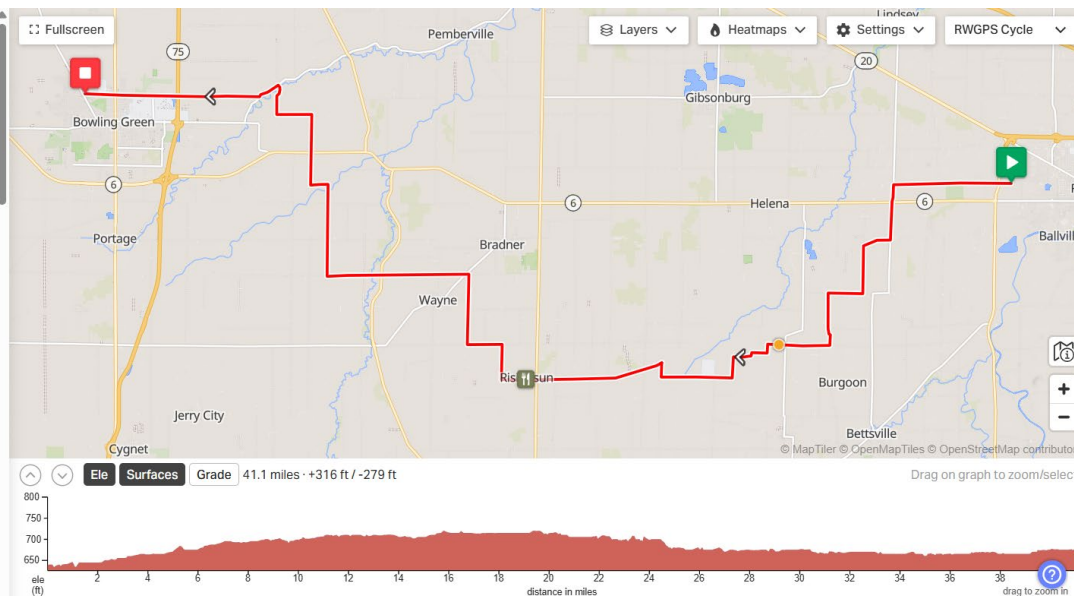 Fullscreen
Layers
Heatmaps
Settings
RWGPS Cycle
Lindsey
Pemberville
75
20
Gibsonburg
Bowling Green
6
6
Helena
6
Portage
Ballvil
Bradner
Wayne
Burgoon
Jerry City
Bettsville
Cygnet
+
−
© MapTiler © OpenMapTiles © OpenStreetMap contributo
Ele
Surfaces
Grade
41.1 miles · +316 ft / -279 ft
Drag on graph to zoom/select
800
750
700
650
ele
(ft)
2 4 6 8 10 12 14 16 18 20 22 24 26 28 30 32 34 36 38
distance in miles
drag to zoom in